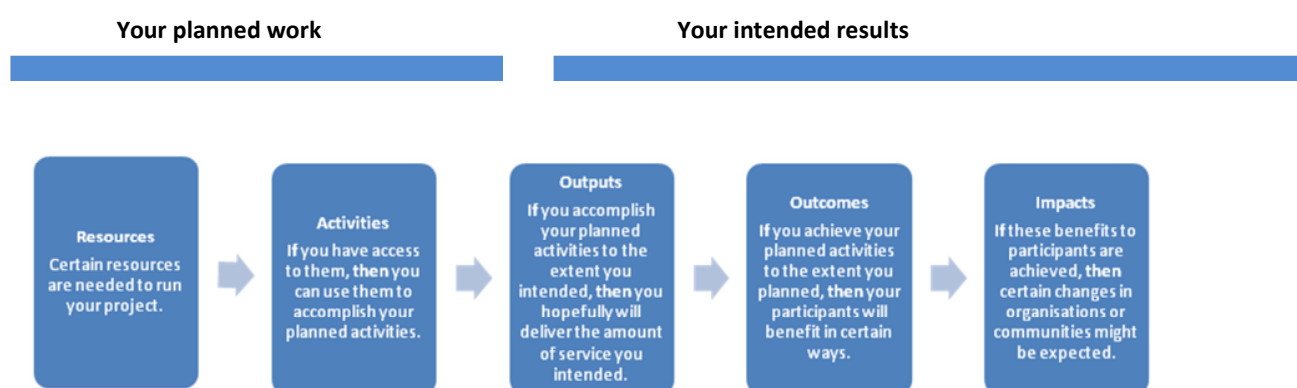 Your planned work
Your intended results
Resources
Certain resources
are needed to run
your project.
Activities
If you have access
to them, then you
can use them to
accomplish your
planned activities.
Outputs
If you accomplish
your planned
activities to the
extent you
intended, then you
hopefully will
deliver the amount
of service you
intended.
Outcomes
If you achieve your
planned activities
to the extent you
planned, then your
participants will
benefit in certain
ways.
Impacts
If these benefits to
participants are
achieved, then
certain changes in
organisations or
communities might
be expected.